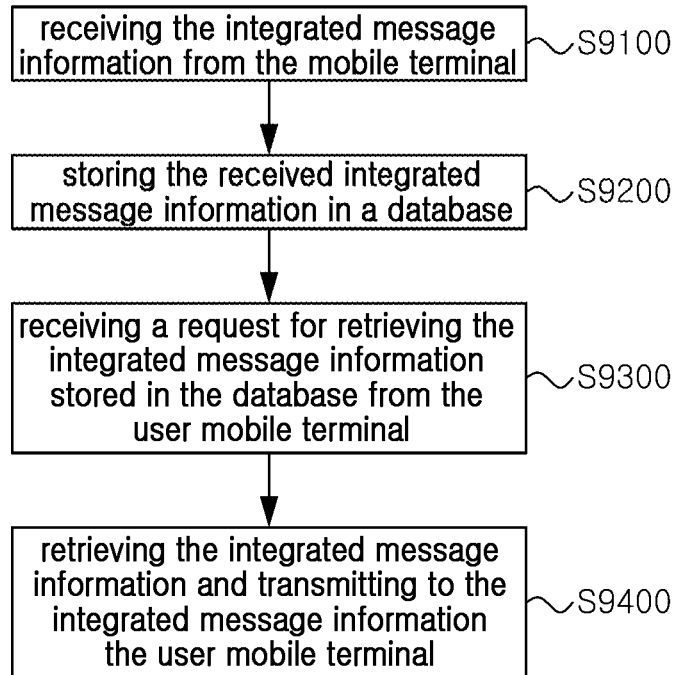 receiving the integrated message
information from the mobile terminal
S9100
storing the received integrated
message information in a database
S9200
receiving a request for retrieving the
integrated message information
stored in the database from the
user mobile terminal
S9300
retrieving the integrated message
information and transmitting to the
integrated message information
the user mobile terminal
S9400